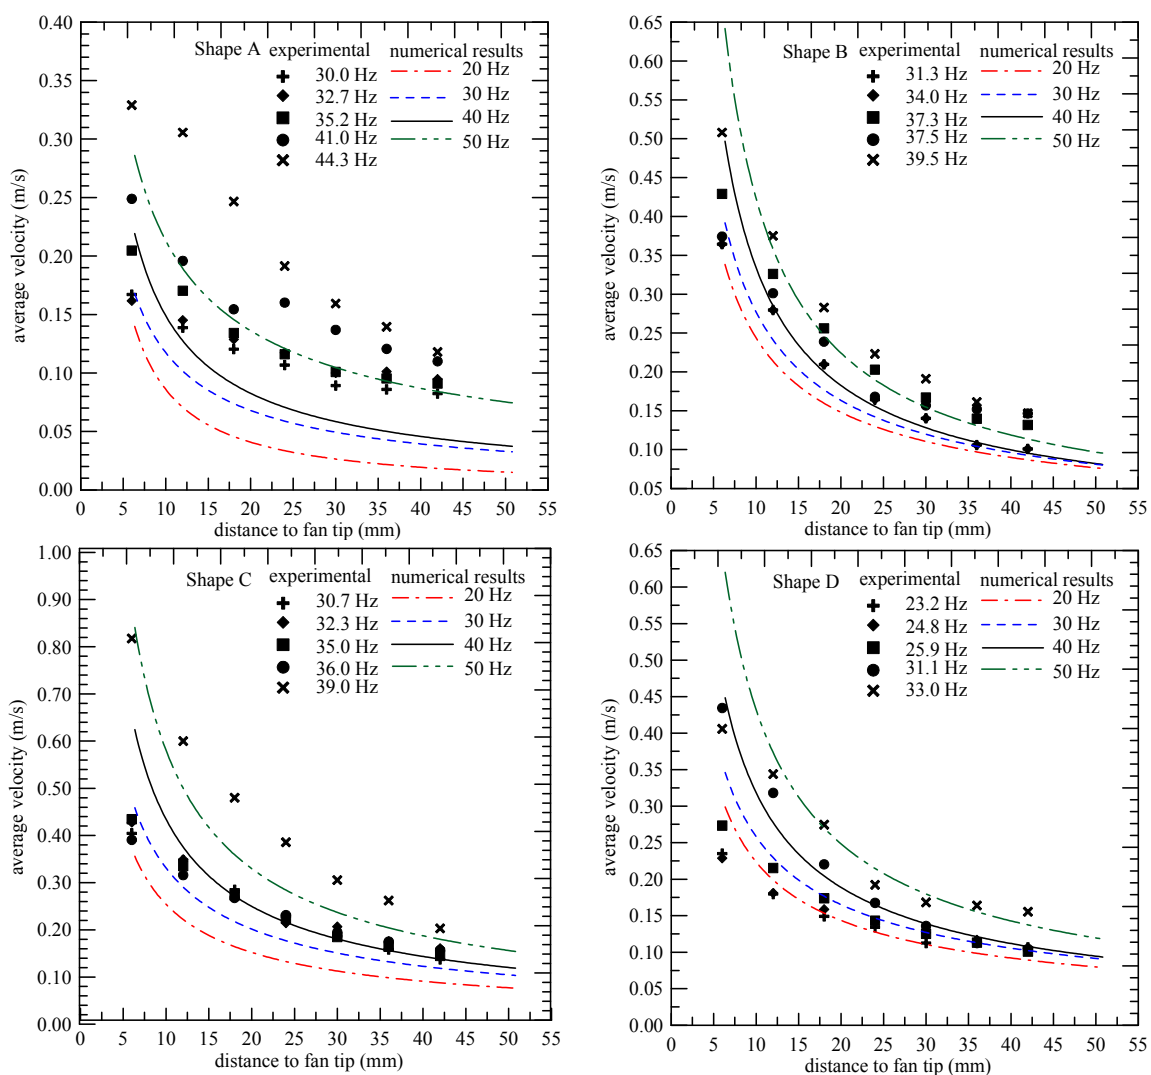 0.40
0.35
0.30
0.25
0.20
0.15
0.10
0.05
0.00
average velocity (m/s)
Shape A
experimental
30.0 Hz
32.7 Hz
35.2 Hz
41.0 Hz
44.3 Hz
numerical results
20 Hz
30 Hz
40 Hz
50 Hz
0 5 10 15 20 25 30 35 40 45 50 55
distance to fan tip (mm)
0.65
0.60
0.55
0.50
0.45
0.40
0.35
0.30
0.25
0.20
0.15
0.10
0.05
average velocity (m/s)
Shape B
experimental
31.3 Hz
34.0 Hz
37.3 Hz
37.5 Hz
39.5 Hz
numerical results
20 Hz
30 Hz
40 Hz
50 Hz
0 5 10 15 20 25 30 35 40 45 50 55
distance to fan tip (mm)
1.00
0.90
0.80
0.70
0.60
0.50
0.40
0.30
0.20
0.10
0.00
average velocity (m/s)
Shape C
experimental
30.7 Hz
32.3 Hz
35.0 Hz
36.0 Hz
39.0 Hz
numerical results
20 Hz
30 Hz
40 Hz
50 Hz
0 5 10 15 20 25 30 35 40 45 50 55
distance to fan tip (mm)
0.65
0.60
0.55
0.50
0.45
0.40
0.35
0.30
0.25
0.20
0.15
0.10
0.05
0.00
average velocity (m/s)
Shape D
experimental
23.2 Hz
24.8 Hz
25.9 Hz
31.1 Hz
33.0 Hz
numerical results
20 Hz
30 Hz
40 Hz
50 Hz
0 5 10 15 20 25 30 35 40 45 50 55
distance to fan tip (mm)